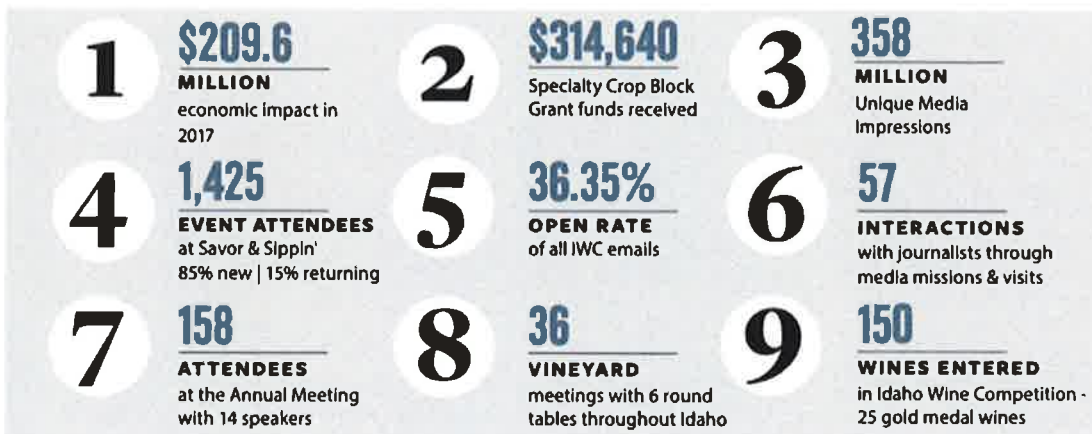 1
$209.6
MILLION
economic impact in
2017
2
$314,640
Specialty Crop Block
Grant funds received
3
358
MILLION
Unique Media
Impressions
4
1,425
EVENT ATTENDEES
at Savor & Sippin'
85% new | 15% returning
5
36.35%
OPEN RATE
of all IWC emails
6
57
INTERACTIONS
with journalists through
media missions & visits
7
158
ATTENDEES
at the Annual Meeting
with 14 speakers
8
36
VINEYARD
meetings with 6 round
tables throughout Idaho
9
150
WINES ENTERED
in Idaho Wine Competition -
25 gold medal wines